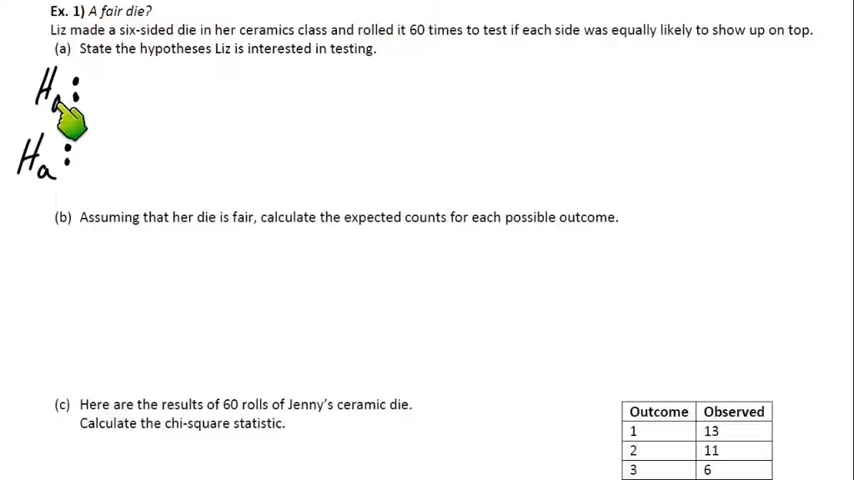 Ex. 1) A fair die?
Liz made a six-sided die in her ceramics class and rolled it 60 times to test if each side was equally likely to show up on top.
(a) State the hypotheses Liz is interested in testing.
H₀:
Hₐ:
(b) Assuming that her die is fair, calculate the expected counts for each possible outcome.
(c) Here are the results of 60 rolls of Jenny's ceramic die.
Calculate the chi-square statistic.
Outcome Observed
1 13
2 11
3 6